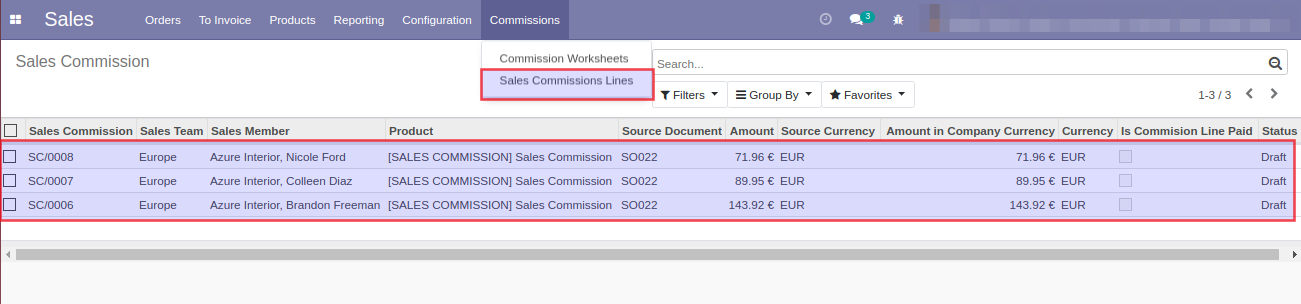 Sales Orders To Invoice Products Reporting Configuration Commissions 3
Sales Commission
Commission Worksheets
Sales Commissions Lines
Search...
Filters Group By Favorites 1-3 / 3
Sales Commission Sales Team Sales Member Product Source Document Amount Source Currency Amount in Company Currency Currency Is Commision Line Paid Status
SC/0008 Europe Azure Interior, Nicole Ford [SALES COMMISSION] Sales Commission SO022 71.96 € EUR 71.96 € EUR Draft
SC/0007 Europe Azure Interior, Colleen Diaz [SALES COMMISSION] Sales Commission SO022 89.95 € EUR 89.95 € EUR Draft
SC/0006 Europe Azure Interior, Brandon Freeman [SALES COMMISSION] Sales Commission SO022 143.92 € EUR 143.92 € EUR Draft